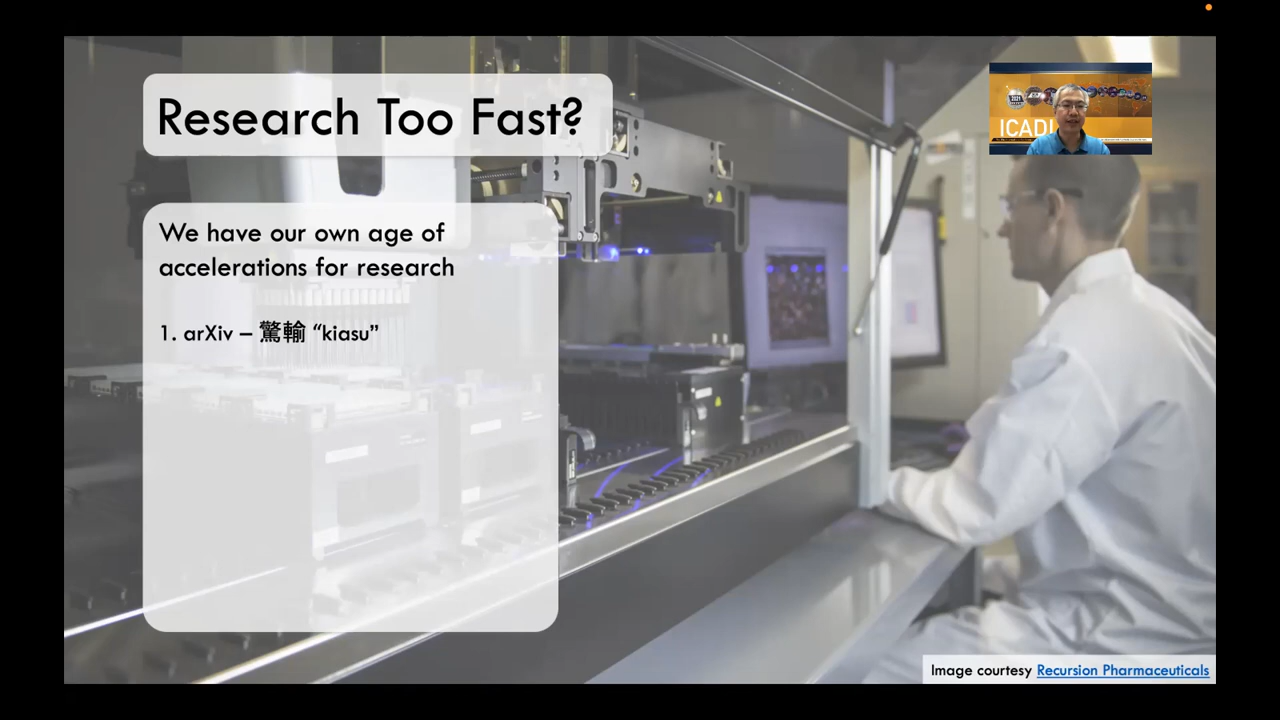 Research Too Fast?
ICADL
We have our own age of
accelerations for research
1. arXiv – 驚輸 “kiasu”
Image courtesy Recursion Pharmaceuticals